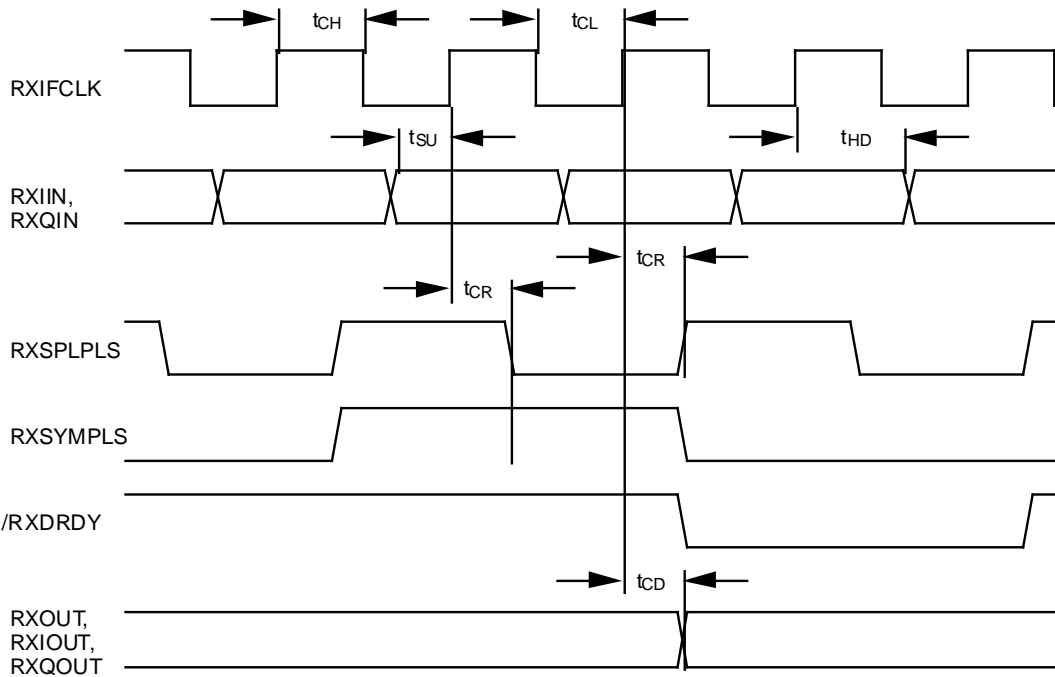 tCH
tCL
RXIFCLK
tSU
tHD
RXIIN,
RXQIN
tCR
tCR
RXSPLPLS
RXSYMPLS
/RXDRDY
tCD
RXOUT,
RXIOUT,
RXQOUT